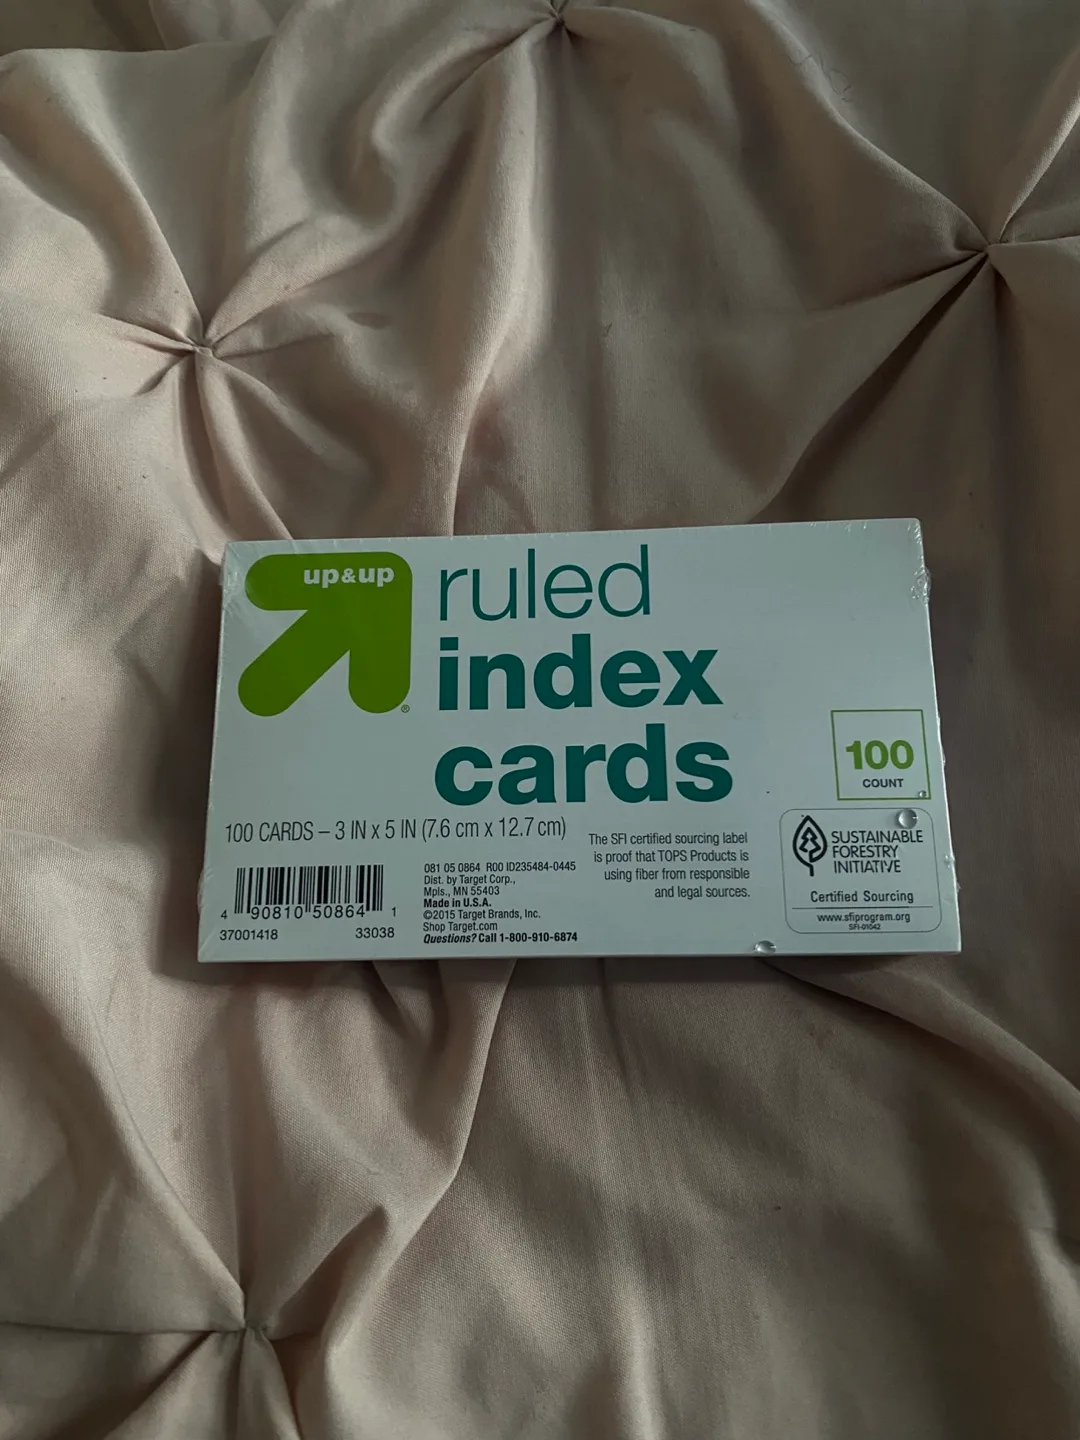 up&up
®
ruled
index
cards
100
COUNT
100 CARDS – 3 IN x 5 IN (7.6 cm x 12.7 cm)
4 90810 50864 1
37001418 33038
081 05 0864 R00 ID235484-0445
Dist. by Target Corp.,
Mpls., MN 55403
Made in U.S.A.
©2015 Target Brands, Inc.
Shop Target.com
Questions? Call 1-800-910-6874
The SFI certified sourcing label
is proof that TOPS Products is
using fiber from responsible
and legal sources.
SUSTAINABLE
FORESTRY
INITIATIVE
Certified Sourcing
www.sfiprogram.org
SFI-01042